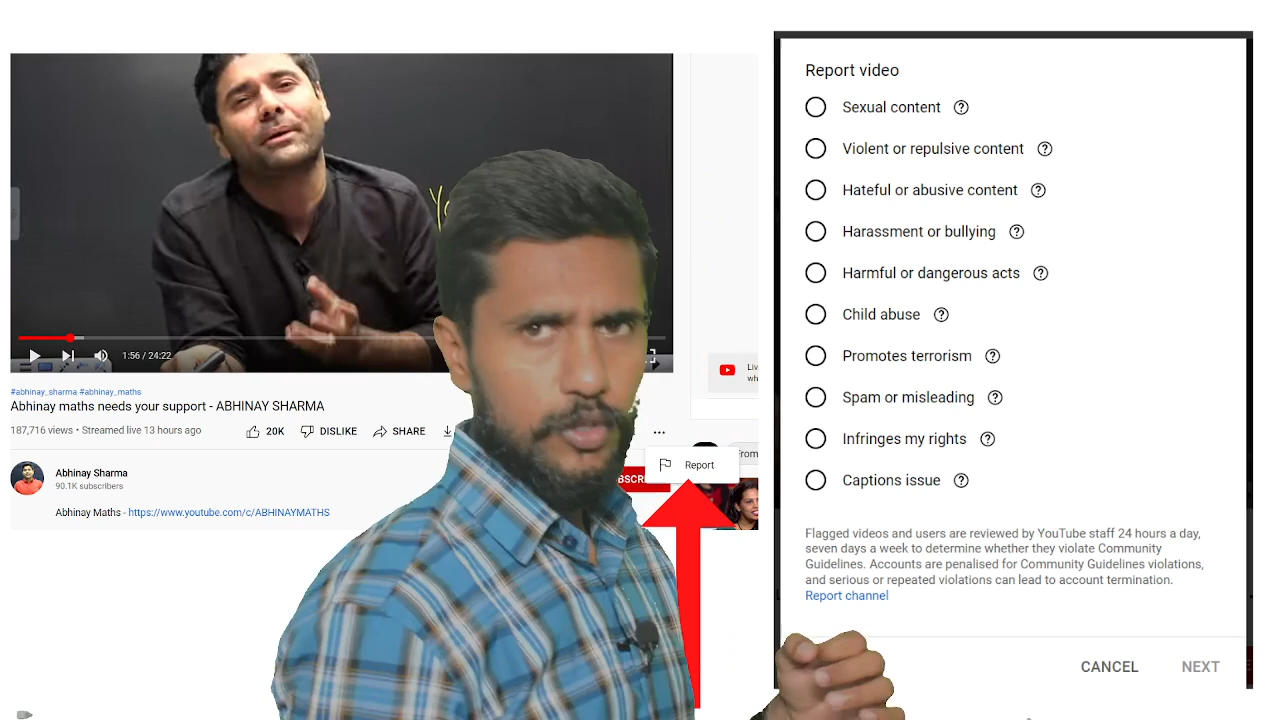 1:56 / 24:22
#abhinay_sharma #abhinay_maths
Abhinay maths needs your support - ABHINAY SHARMA
187,716 views • Streamed live 13 hours ago
20K
DISLIKE
SHARE
Abhinay Sharma
90.1K subscribers
Abhinay Maths - https://www.youtube.com/c/ABHINAYMATHS
Report
Report video
Sexual content
Violent or repulsive content
Hateful or abusive content
Harassment or bullying
Harmful or dangerous acts
Child abuse
Promotes terrorism
Spam or misleading
Infringes my rights
Captions issue
Flagged videos and users are reviewed by YouTube staff 24 hours a day,
seven days a week to determine whether they violate Community
Guidelines. Accounts are penalised for Community Guidelines violations,
and serious or repeated violations can lead to account termination.
Report channel
CANCEL
NEXT